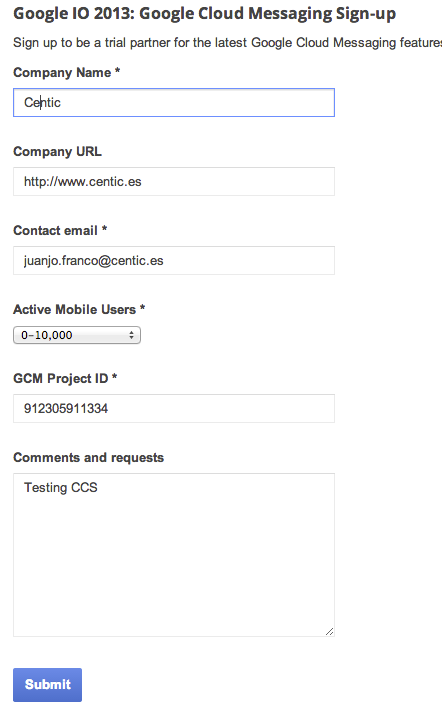 Google IO 2013: Google Cloud Messaging Sign-up
Sign up to be a trial partner for the latest Google Cloud Messaging features
Company Name *
Centic
Company URL
http://www.centic.es
Contact email *
juanjo.franco@centic.es
Active Mobile Users *
0-10,000
GCM Project ID *
912305911334
Comments and requests
Testing CCS
Submit